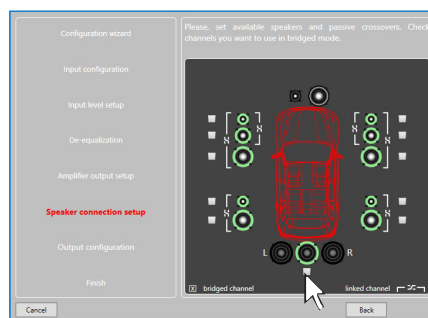 Configuration wizard
Input configuration
Input level setup
De-equalization
Amplifier output setup
Speaker connection setup
Output configuration
Finish
Please, set available speakers and passive crossovers. Check
channels you want to use in bridged mode.
L R
X bridged channel linked channel
Cancel Back